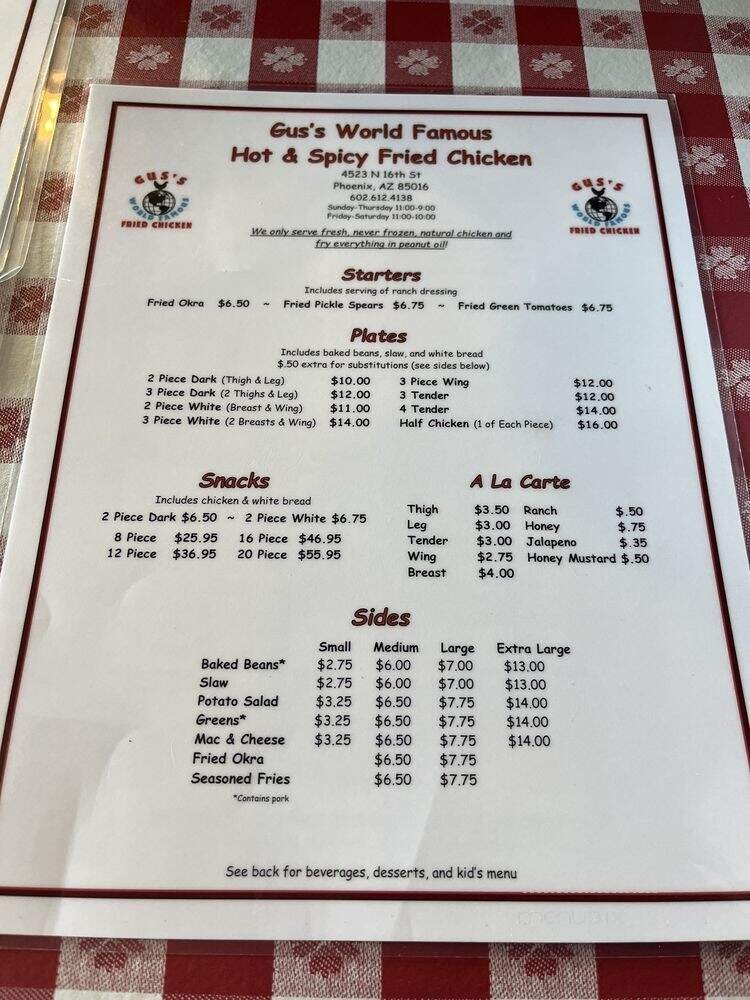 Gus's World Famous
Hot & Spicy Fried Chicken
4523 N 16th St
Phoenix, AZ 85016
602.612.4138
Sunday-Thursday 11:00-9:00
Friday-Saturday 11:00-10:00
GUS'S
WORLD FAMOUS
FRIED CHICKEN
GUS'S
WORLD FAMOUS
FRIED CHICKEN
We only serve fresh, never frozen, natural chicken and
fry everything in peanut oil!
Starters
Includes serving of ranch dressing
Fried Okra $6.50 ~ Fried Pickle Spears $6.75 ~ Fried Green Tomatoes $6.75
Plates
Includes baked beans, slaw, and white bread
$.50 extra for substitutions (see sides below)
2 Piece Dark (Thigh & Leg) $10.00 3 Piece Wing $12.00
3 Piece Dark (2 Thighs & Leg) $12.00 3 Tender $12.00
2 Piece White (Breast & Wing) $11.00 4 Tender $14.00
3 Piece White (2 Breasts & Wing) $14.00 Half Chicken (1 of Each Piece) $16.00
Snacks
Includes chicken & white bread
2 Piece Dark $6.50 ~ 2 Piece White $6.75
8 Piece $25.95 16 Piece $46.95
12 Piece $36.95 20 Piece $55.95
A La Carte
Thigh $3.50 Ranch $.50
Leg $3.00 Honey $.75
Tender $3.00 Jalapeno $.35
Wing $2.75 Honey Mustard $.50
Breast $4.00
Sides
Small Medium Large Extra Large
Baked Beans* $2.75 $6.00 $7.00 $13.00
Slaw $2.75 $6.00 $7.00 $13.00
Potato Salad $3.25 $6.50 $7.75 $14.00
Greens* $3.25 $6.50 $7.75 $14.00
Mac & Cheese $3.25 $6.50 $7.75 $14.00
Fried Okra $6.50 $7.75
Seasoned Fries $6.50 $7.75
*Contains pork
See back for beverages, desserts, and kid's menu